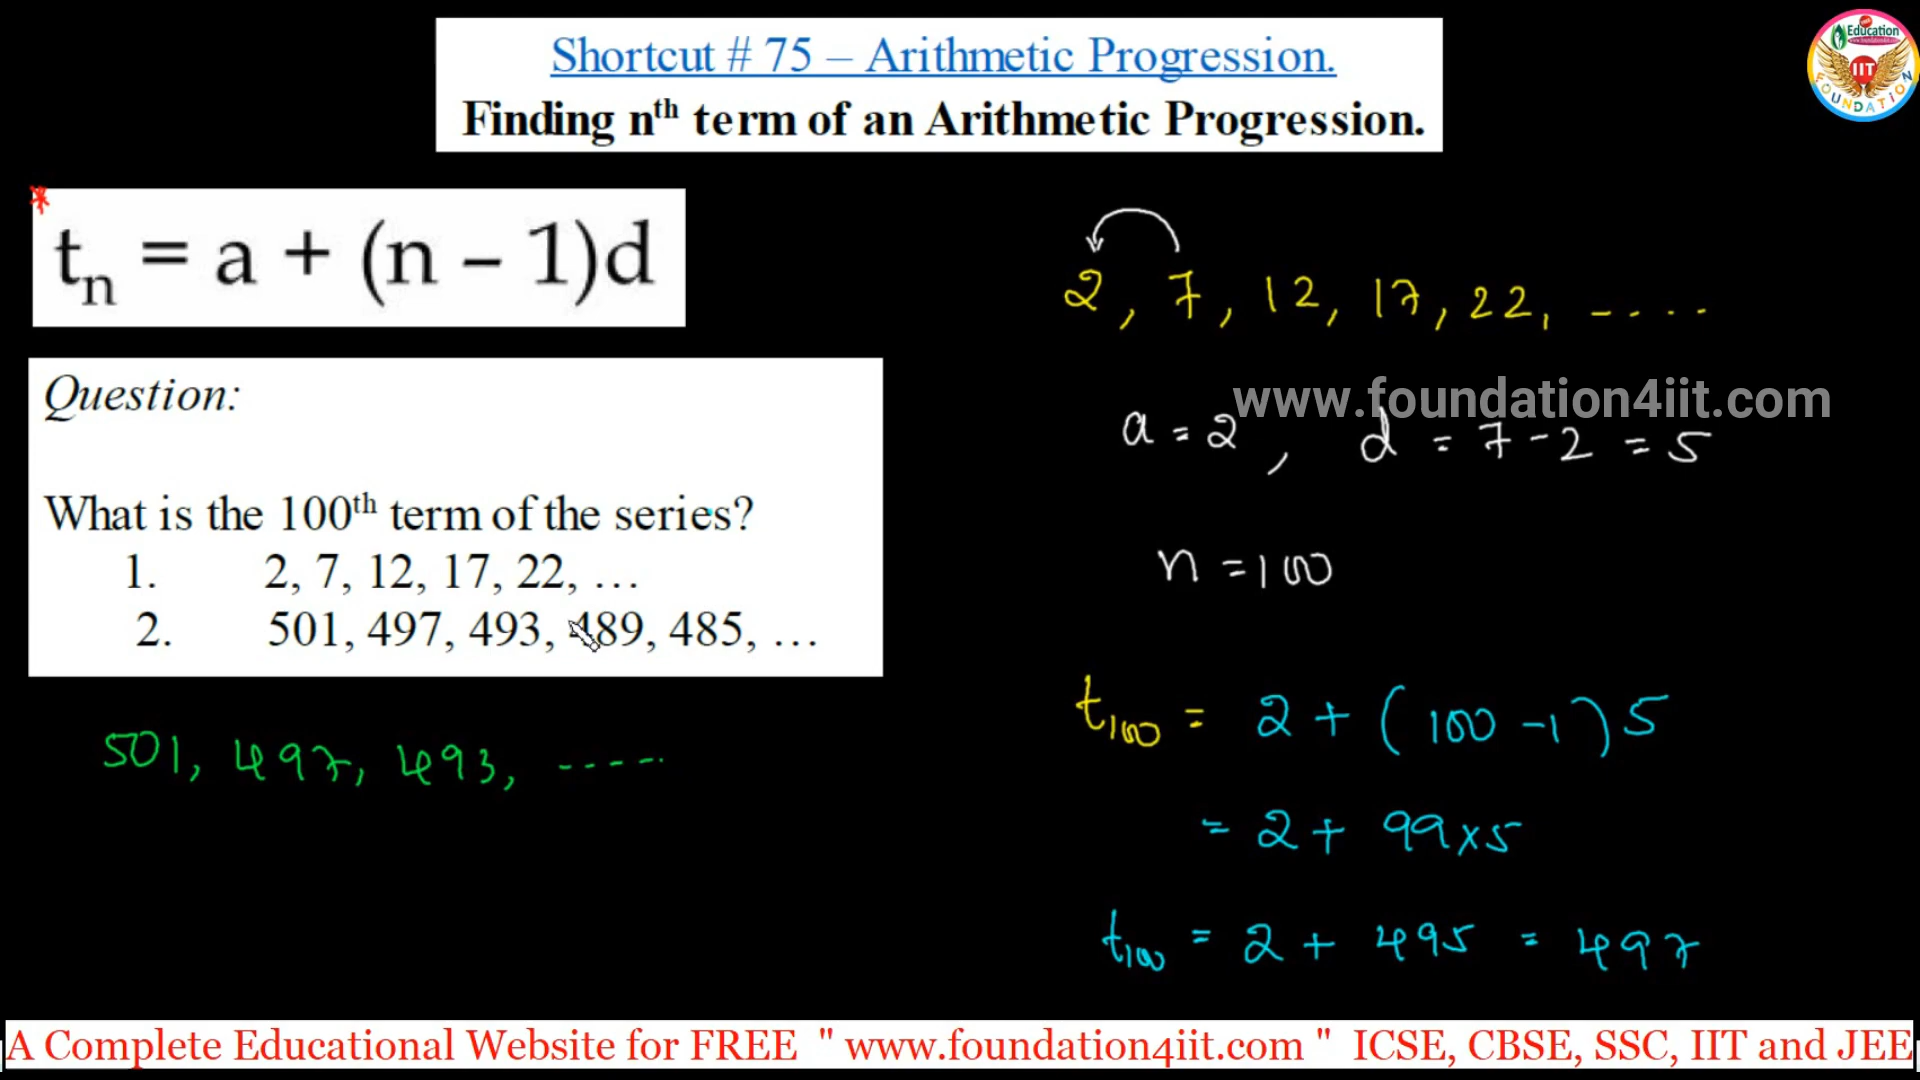 Shortcut # 75 – Arithmetic Progression.
Finding nth term of an Arithmetic Progression.
Education
IIT
FOUNDATION
* tn = a + (n – 1)d
2, 7, 12, 17, 22, -....
Question:
What is the 100th term of the series?
1. 2, 7, 12, 17, 22, …
2. 501, 497, 493, 489, 485, …
www.foundation4iit.com
a = 2, d = 7 - 2 = 5
n = 100
t100 = 2 + (100 - 1) 5
501, 497, 493, -----
= 2 + 99 x 5
t100 = 2 + 495 = 497
A Complete Educational Website for FREE " www.foundation4iit.com " ICSE, CBSE, SSC, IIT and JEE